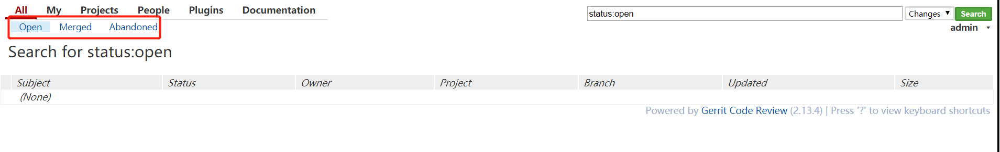 All My Projects People Plugins Documentation
status:open Changes ▼ Search
Open Merged Abandoned
admin
Search for status:open
Subject Status Owner Project Branch Updated Size
(None)
Powered by Gerrit Code Review (2.13.4) | Press '?' to view keyboard shortcuts